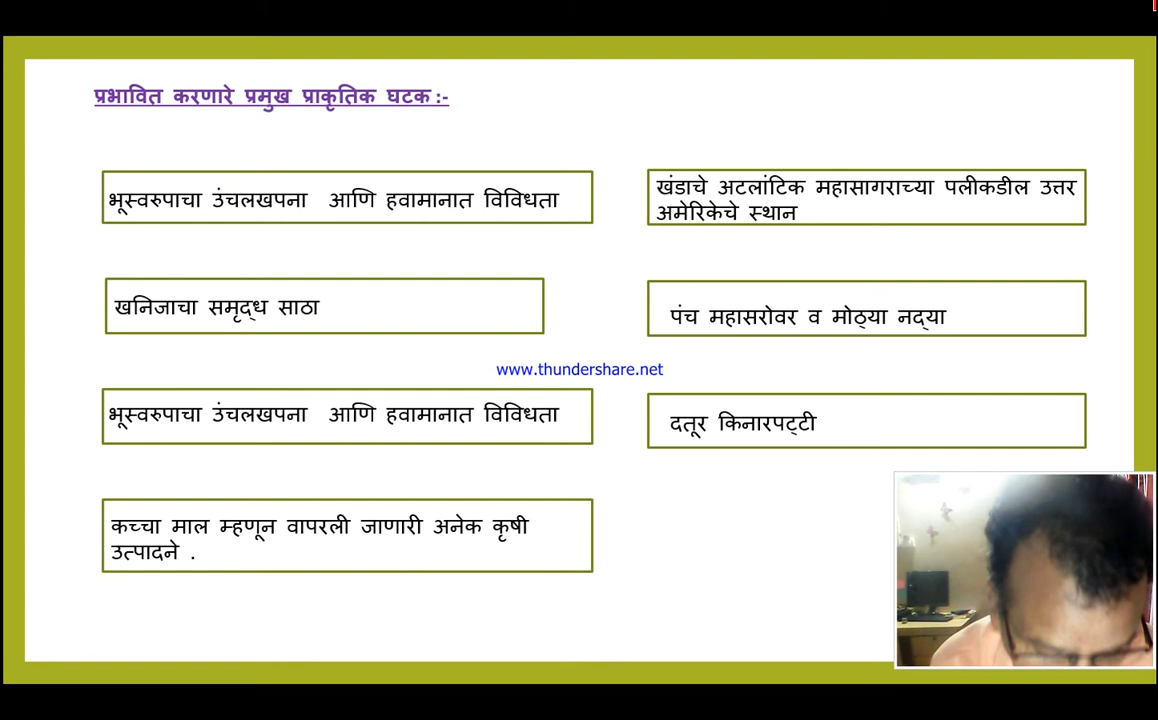 प्रभावित करणारे प्रमुख प्राकृतिक घटक :-
भूस्वरुपाचा उंचलखपना आणि हवामानात विविधता
खंडाचे अटलांटिक महासागराच्या पलीकडील उत्तर
अमेरिकेचे स्थान
खनिजाचा समृद्ध साठा
पंच महासरोवर व मोठ्या नद्या
www.thundershare.net
भूस्वरुपाचा उंचलखपना आणि हवामानात विविधता
दतूर किनारपट्टी
कच्चा माल म्हणून वापरली जाणारी अनेक कृषी
उत्पादने .